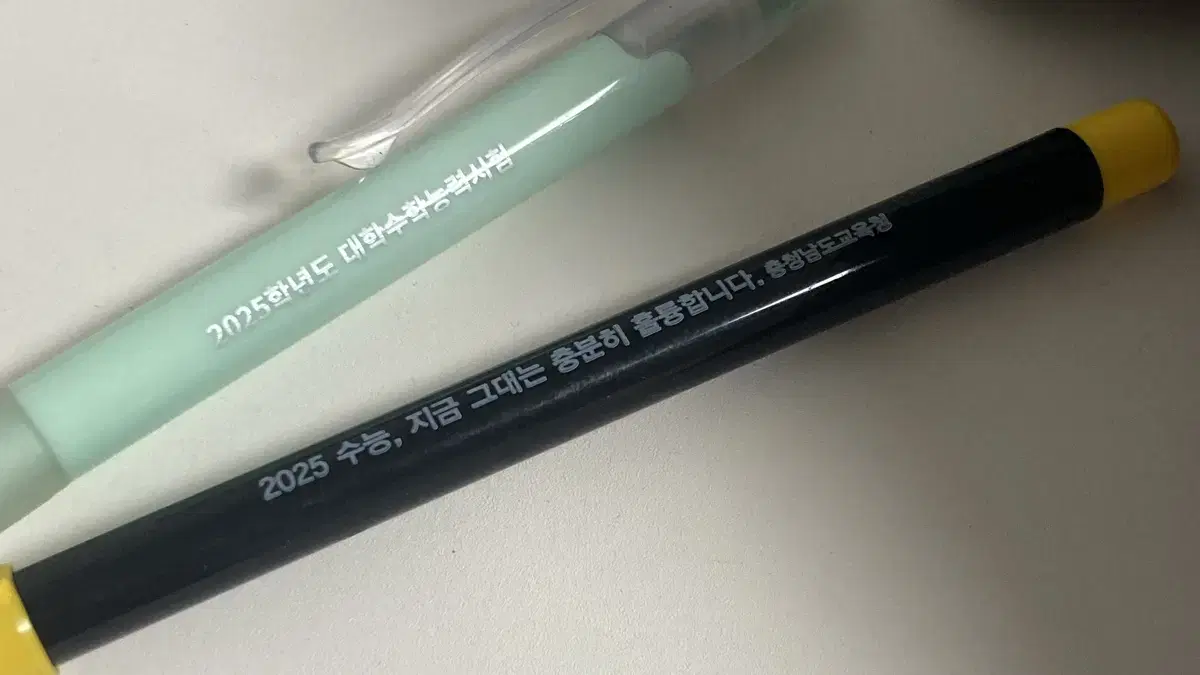 2025학년도 대학수학능력시험
2025 수능, 지금 그대는 충분히 훌륭합니다. 충청남도교육청